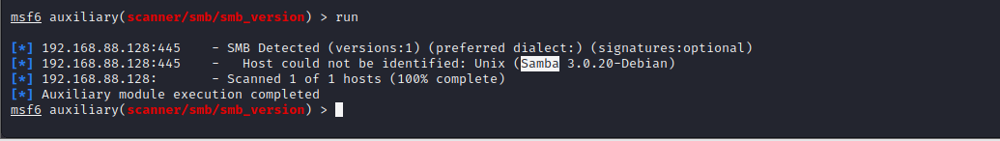 msf6 auxiliary(scanner/smb/smb_version) > run
[*] 192.168.88.128:445    - SMB Detected (versions:1) (preferred dialect:) (signatures:optional)
[*] 192.168.88.128:445    -   Host could not be identified: Unix (Samba 3.0.20-Debian)
[*] 192.168.88.128:       - Scanned 1 of 1 hosts (100% complete)
[*] Auxiliary module execution completed
msf6 auxiliary(scanner/smb/smb_version) >